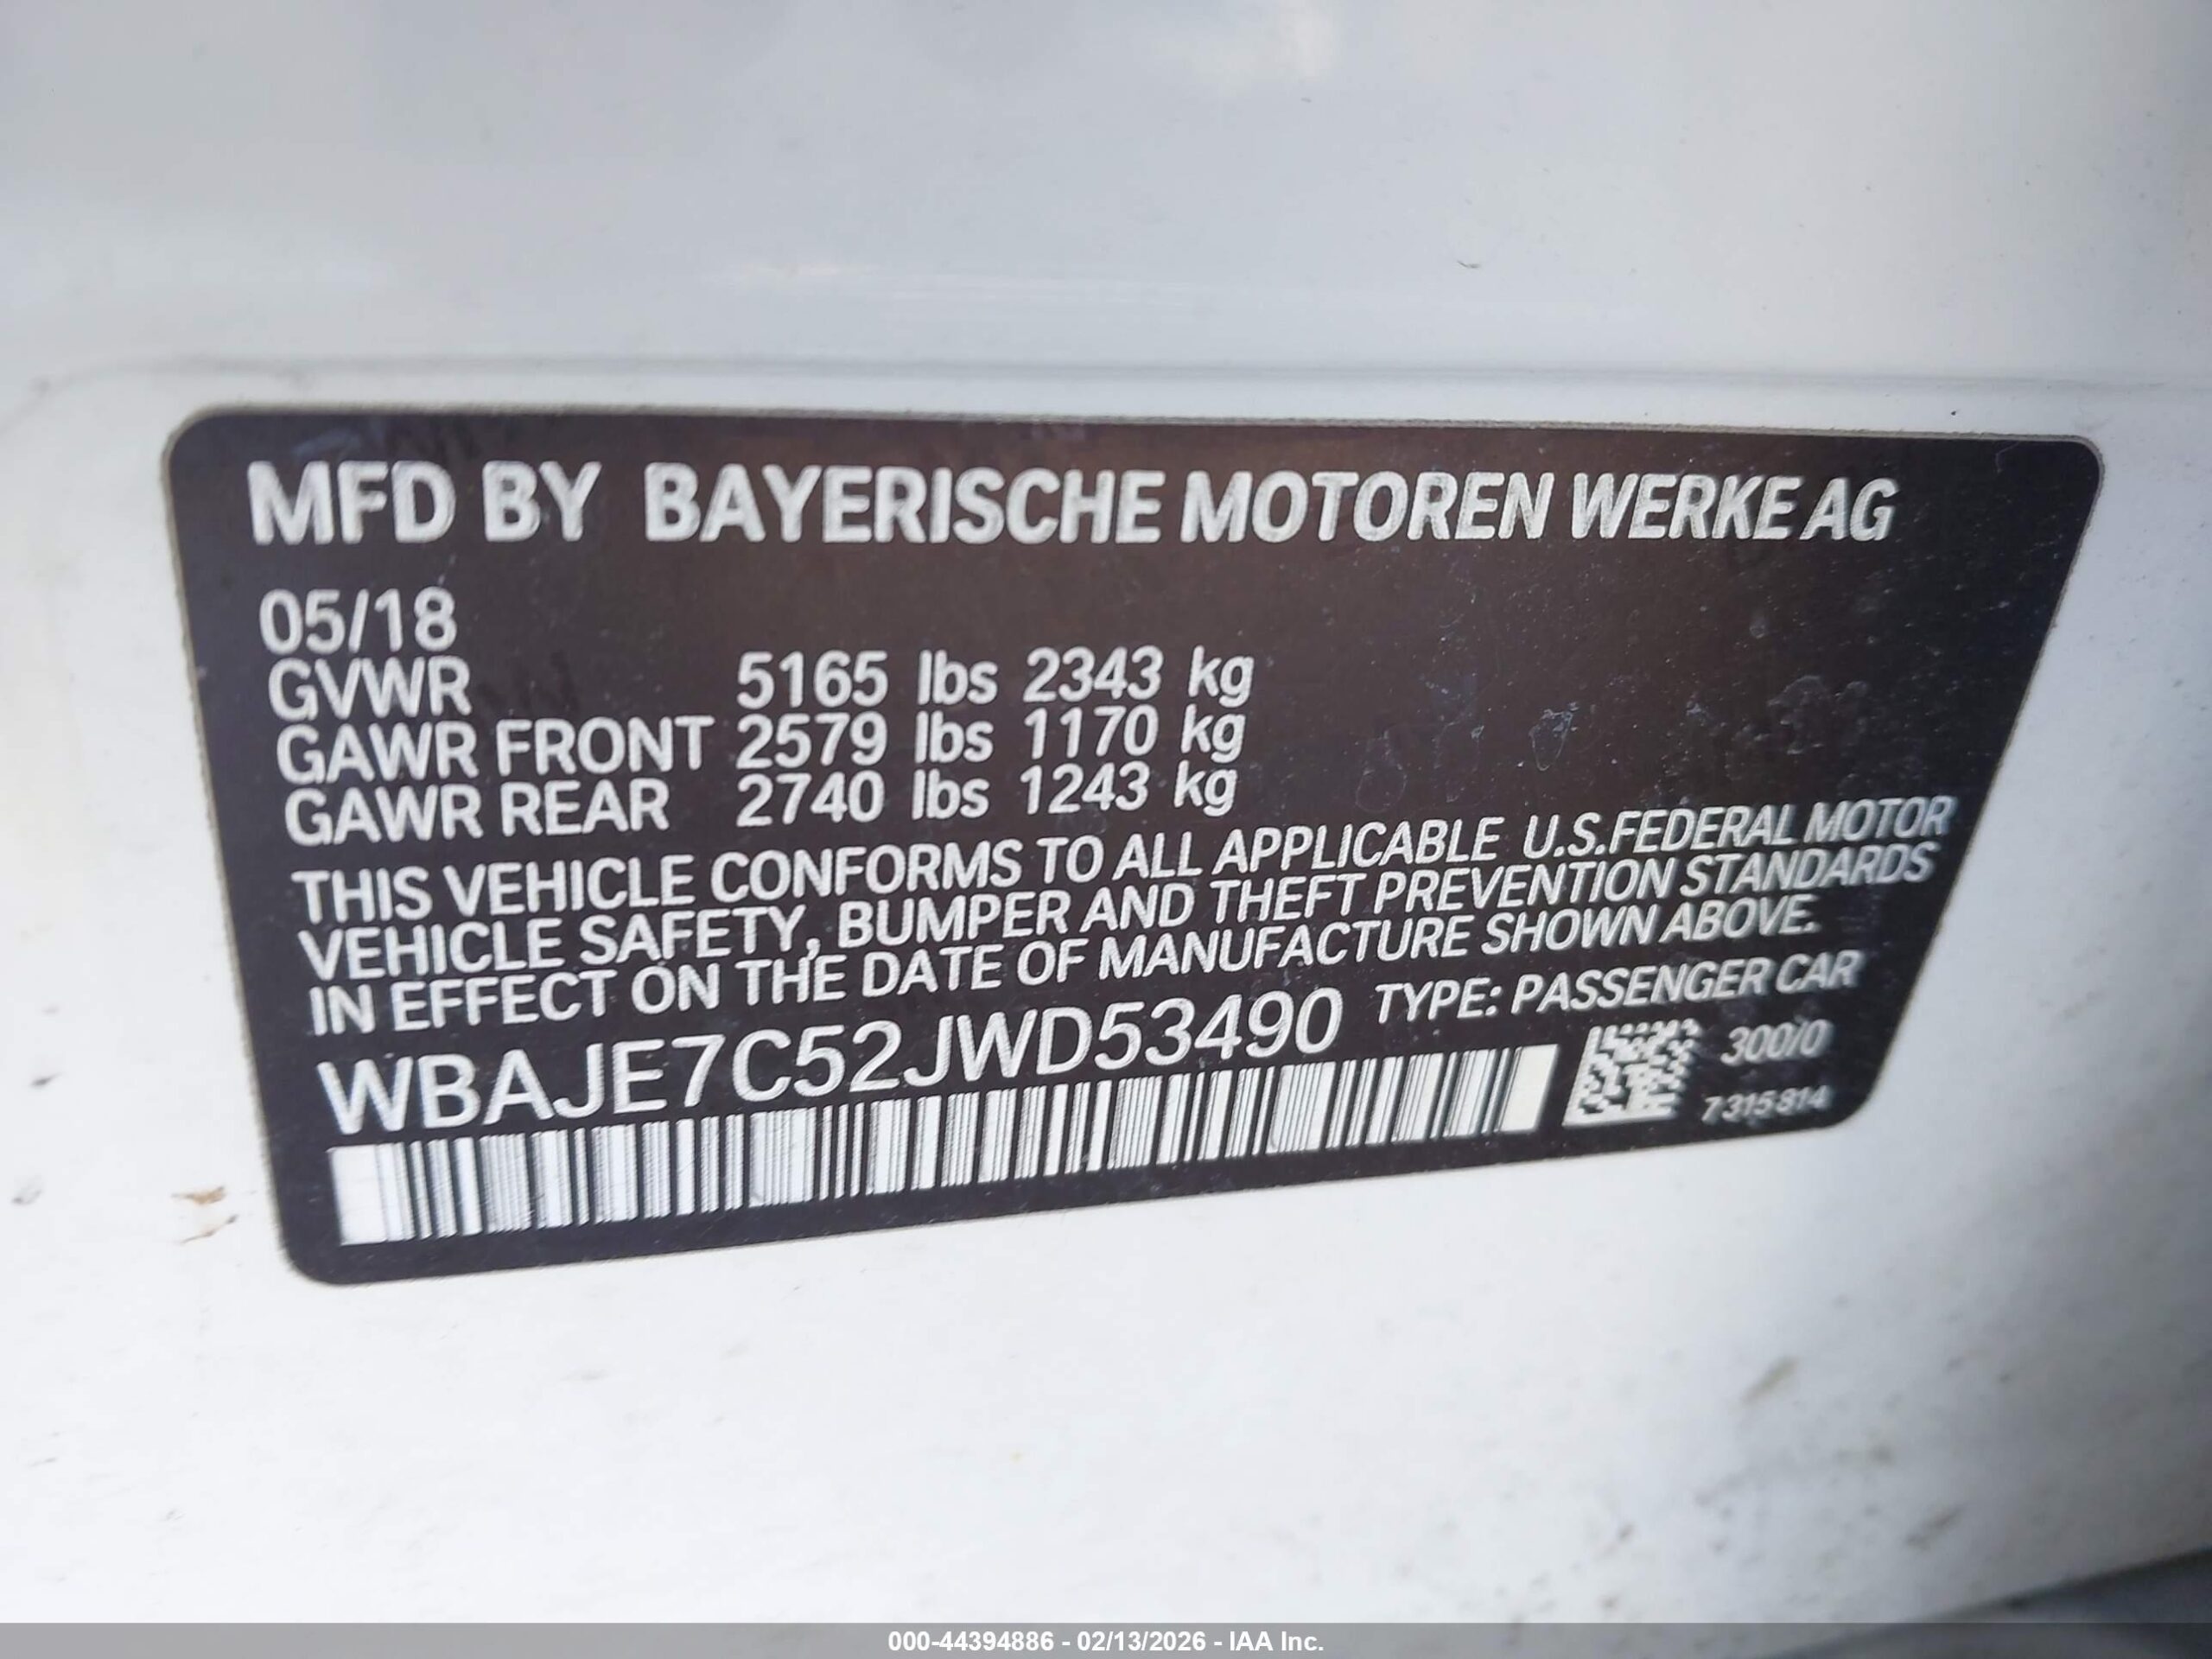 MFD BY BAYERISCHE MOTOREN WERKE AG
05/18
GVWR 5165 lbs 2343 kg
GAWR FRONT 2579 lbs 1170 kg
GAWR REAR 2740 lbs 1243 kg
THIS VEHICLE CONFORMS TO ALL APPLICABLE U.S.FEDERAL MOTOR
VEHICLE SAFETY, BUMPER AND THEFT PREVENTION STANDARDS
IN EFFECT ON THE DATE OF MANUFACTURE SHOWN ABOVE.
WBAJE7C52JWD53490 TYPE: PASSENGER CAR
300/0
7315814
000-44394886 - 02/13/2026 - IAA Inc.